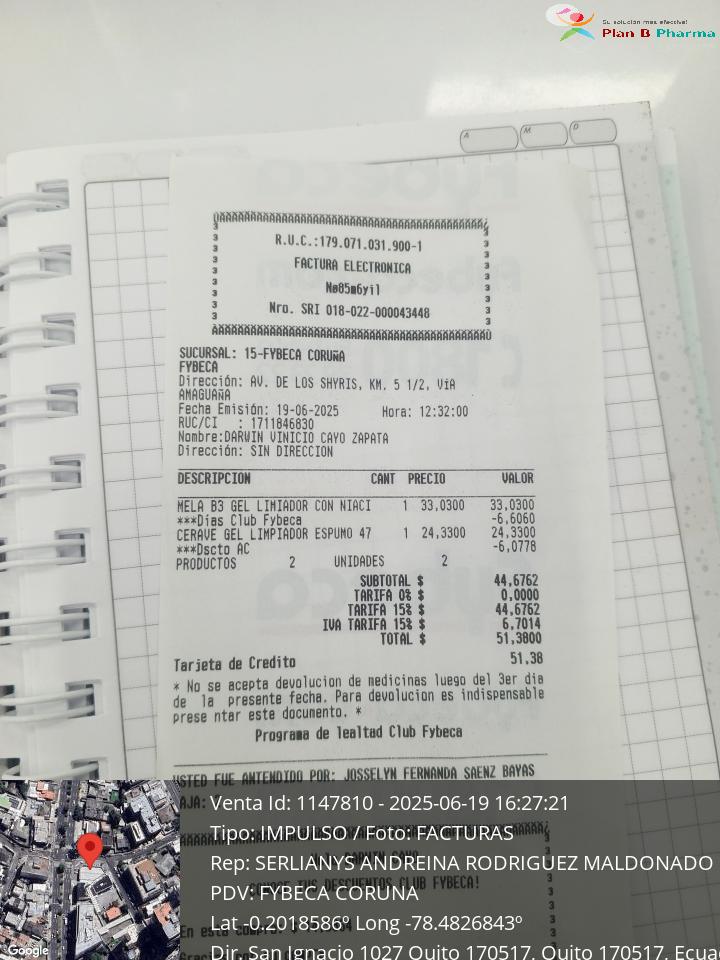 Su solución más efectiva!
Plan B Pharma
A M D
R.U.C.:179.071.031.900-1
FACTURA ELECTRONICA
Nø85m6yil
Nro. SRI 018-022-000043448
SUCURSAL: 15-FYBECA CORUñA
FYBECA
Dirección: AV. DE LOS SHYRIS, KM. 5 1/2, VíA
AMAGUAñA
Fecha Emisión: 19-06-2025 Hora: 12:32:00
RUC/CI : 1711846830
Nombre:DARWIN VINICIO CAYO ZAPATA
Dirección: SIN DIRECCION
DESCRIPCION CANT PRECIO VALOR
MELA B3 GEL LIMIADOR CON NIACI 1 33,0300 33,0300
***Días Club Fybeca -6,6060
CERAVE GEL LIMPIADOR ESPUMO 47 1 24,3300 24,3300
***Dscto AC -6,0778
PRODUCTOS 2 UNIDADES 2
SUBTOTAL $ 44,6762
TARIFA 0% $ 0,0000
TARIFA 15% $ 44,6762
IVA TARIFA 15% $ 6,7014
TOTAL $ 51,3800
Tarjeta de Credito 51,38
* No se acepta devolucion de medicinas luego del 3er dia
de la presente fecha. Para devolucion es indispensable
prese ntar este documento. *
Programa de lealtad Club Fybeca
USTED FUE ANTENDIDO POR: JOSSELYN FERNANDA SAENZ BAYAS
Venta Id: 1147810 - 2025-06-19 16:27:21
Tipo: IMPULSO / Foto: FACTURAS
Rep: SERLIANYS ANDREINA RODRIGUEZ MALDONADO
PDV: FYBECA CORUNA
Lat -0.2018586º Long -78.4826843º
Dir. San Ignacio 1027 Quito 170517, Quito 170517, Ecua
Google